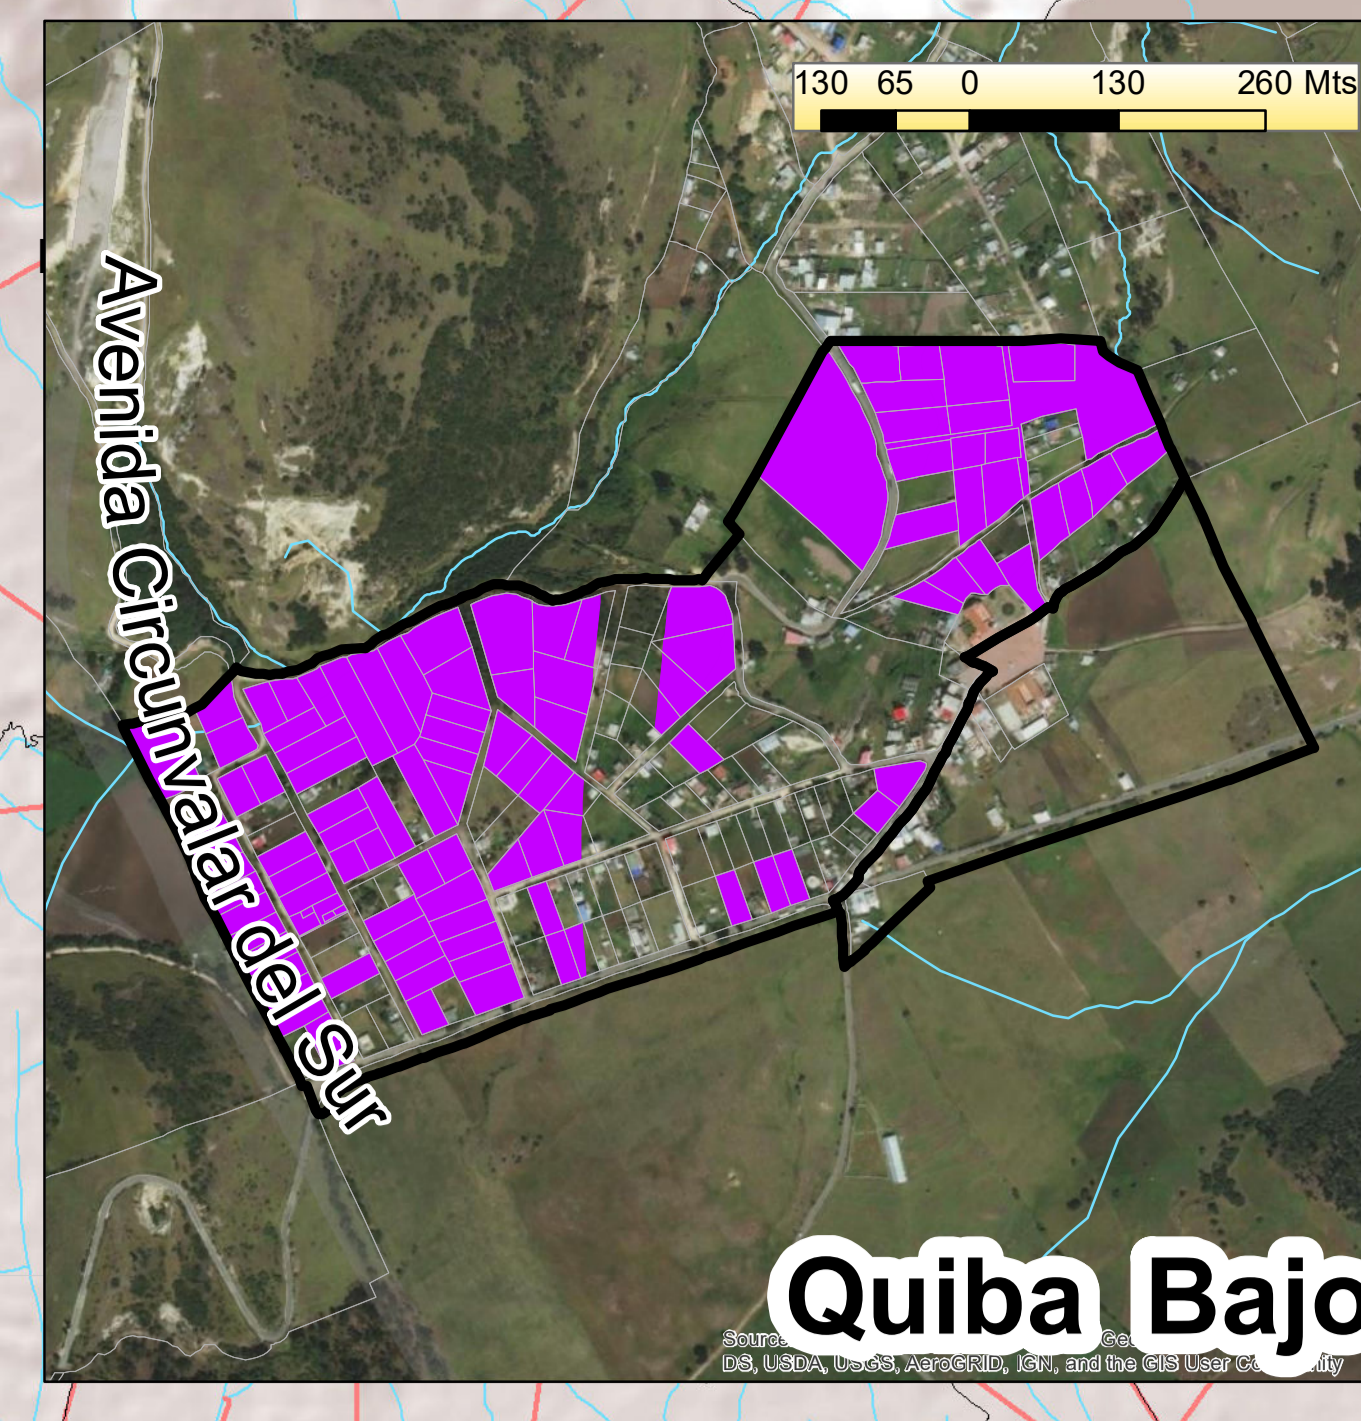 130 65 0 130 260 Mts
Avenida Circunvalar del Sur
Quiba Bajo
Source
DS, USDA, USGS, AeroGRID, IGN, and the GIS User